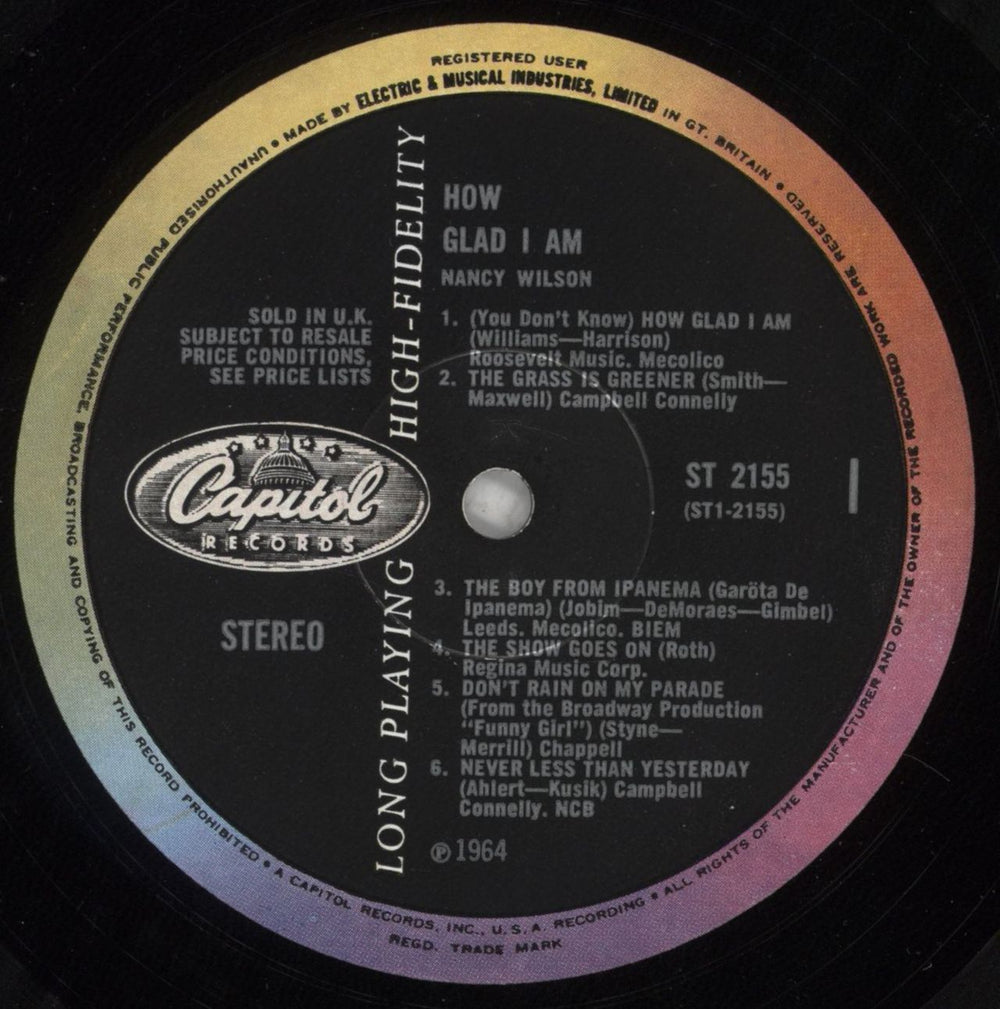 REGISTERED USER
UNAUTHORISED PUBLIC PERFORMANCE, BROADCASTING AND COPYING OF THIS RECORD PROHIBITED • MADE BY ELECTRIC & MUSICAL INDUSTRIES, LIMITED IN GT. BRITAIN • ALL RIGHTS OF THE MANUFACTURER AND OF THE OWNER OF THE RECORDED WORK ARE RESERVED •
A CAPITOL RECORDS, INC., U.S.A. RECORDING •
REGD. TRADE MARK
LONG PLAYING HIGH-FIDELITY
HOW
GLAD I AM
NANCY WILSON
SOLD IN U.K.
SUBJECT TO RESALE
PRICE CONDITIONS,
SEE PRICE LISTS
1. (You Don't Know) HOW GLAD I AM
(Williams—Harrison)
Roosevelt Music. Mecolico
2. THE GRASS IS GREENER (Smith—
Maxwell) Campbell Connelly
Capitol
RECORDS
ST 2155
(ST1-2155)
1
STEREO
3. THE BOY FROM IPANEMA (Garöta De
Ipanema) (Jobim—DeMoraes—Gimbel)
Leeds. Mecolico. BIEM
4. THE SHOW GOES ON (Roth)
Regina Music Corp.
5. DON'T RAIN ON MY PARADE
(From the Broadway Production
"Funny Girl") (Styne—
Merrill) Chappell
6. NEVER LESS THAN YESTERDAY
(Ahlert—Kusik) Campbell
Connelly. NCB
℗ 1964